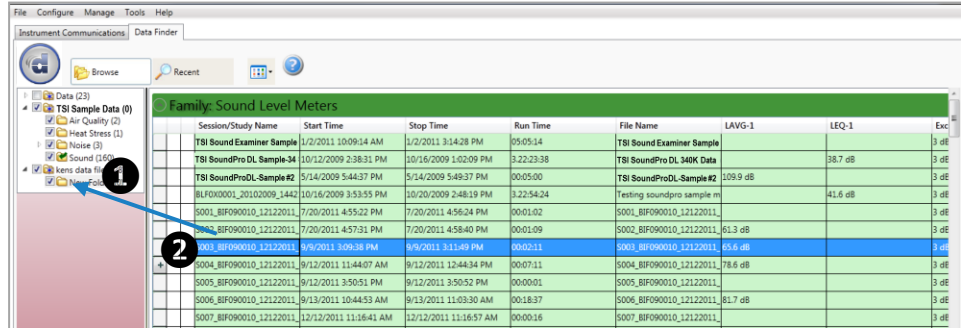 File Configure Manage Tools Help
Instrument Communications Data Finder
d Browse Recent ?
Data (23)
TSI Sample Data (0)
Air Quality (2)
Heat Stress (1)
Noise (3)
Sound (160)
kens data file
New Fold
1
2
Family: Sound Level Meters
Session/Study Name Start Time Stop Time Run Time File Name LAVG-1 LEQ-1 Exc
TSI Sound Examiner Sample 1/2/2011 10:09:14 AM 1/2/2011 3:14:28 PM 05:05:14 TSI Sound Examiner Sample 3 dB
TSI SoundPro DL Sample-34 10/12/2009 2:38:31 PM 10/16/2009 1:02:09 PM 3.22:23:38 TSI SoundPro DL 340K Data 38.7 dB 3 dB
TSI SoundProDL-Sample#2 5/14/2009 5:44:37 PM 5/14/2009 5:49:37 PM 00:05:00 TSI SoundProDL-Sample#2 109.9 dB 3 dB
BLF0X0001_20102009_1442 10/16/2009 3:53:55 PM 10/20/2009 2:48:19 PM 3.22:54:24 Testing soundpro sample m 41.6 dB 3 dB
S001_BIF090010_12122011_ 7/20/2011 4:55:22 PM 7/20/2011 4:56:24 PM 00:01:02 S001_BIF090010_12122011_ 3 dB
S002_BIF090010_12122011_ 7/20/2011 4:57:31 PM 7/20/2011 4:58:40 PM 00:01:09 S002_BIF090010_12122011_ 61.3 dB 3 dB
S003_BIF090010_12122011_ 9/9/2011 3:09:38 PM 9/9/2011 3:11:49 PM 00:02:11 S003_BIF090010_12122011_ 65.6 dB 3 dB
S004_BIF090010_12122011_ 9/12/2011 11:44:07 AM 9/12/2011 12:44:34 PM 00:07:11 S004_BIF090010_12122011_ 78.6 dB 3 dB
S005_BIF090010_12122011_ 9/12/2011 3:50:51 PM 9/12/2011 3:50:52 PM 00:00:01 S005_BIF090010_12122011_ 3 dB
S006_BIF090010_12122011_ 9/13/2011 10:44:53 AM 9/13/2011 11:03:30 AM 00:18:37 S006_BIF090010_12122011_ 81.7 dB 3 dB
S007_BIF090010_12122011_ 12/12/2011 11:16:41 AM 12/12/2011 11:16:57 AM 00:00:16 S007_BIF090010_12122011_ 3 dB